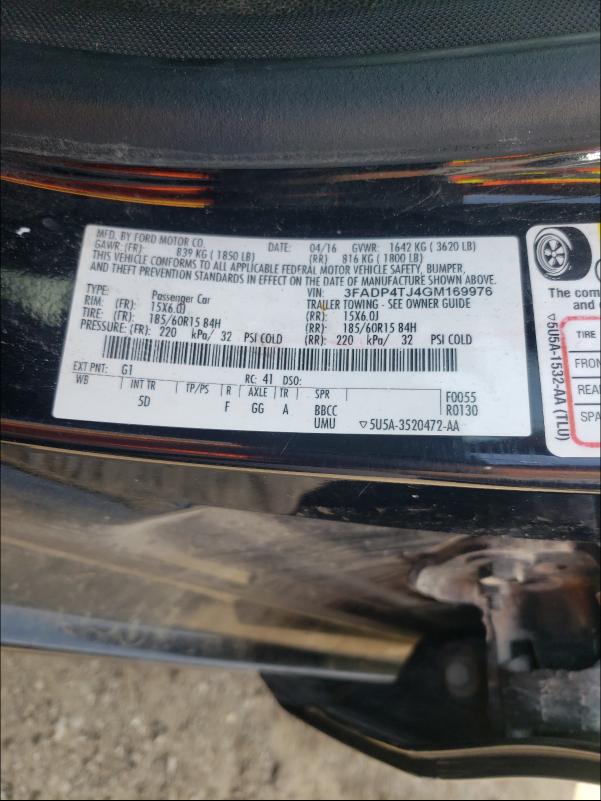 MFD. BY FORD MOTOR CO. DATE: 04/16 GVWR: 1642 KG ( 3620 LB)
GAWR: (FR): 839 KG ( 1850 LB) (RR) 816 KG ( 1800 LB)
THIS VEHICLE CONFORMS TO ALL APPLICABLE FEDERAL MOTOR VEHICLE SAFETY, BUMPER,
AND THEFT PREVENTION STANDARDS IN EFFECT ON THE DATE OF MANUFACTURE SHOWN ABOVE.
VIN: 3FADP4TJ4GM169976
TYPE: Passenger Car TRAILER TOWING - SEE OWNER GUIDE
RIM: (FR): 15X6.0J (RR): 15X6.0J
TIRE: (FR): 185/60R15 84H (RR): 185/60R15 84H
PRESSURE: (FR): 220 kPa/ 32 PSI COLD (RR): 220 kPa/ 32 PSI COLD
EXT PNT: G1 RC: 41 DSO:
WB INT TR TP/PS R AXLE TR SPR F0055
5D F GG A BBCC R0130
UMU ▽5U5A-3520472-AA
The com
and
▽5U5A-1532-AA (TLU)
TIRE
FRON
REA
SPA